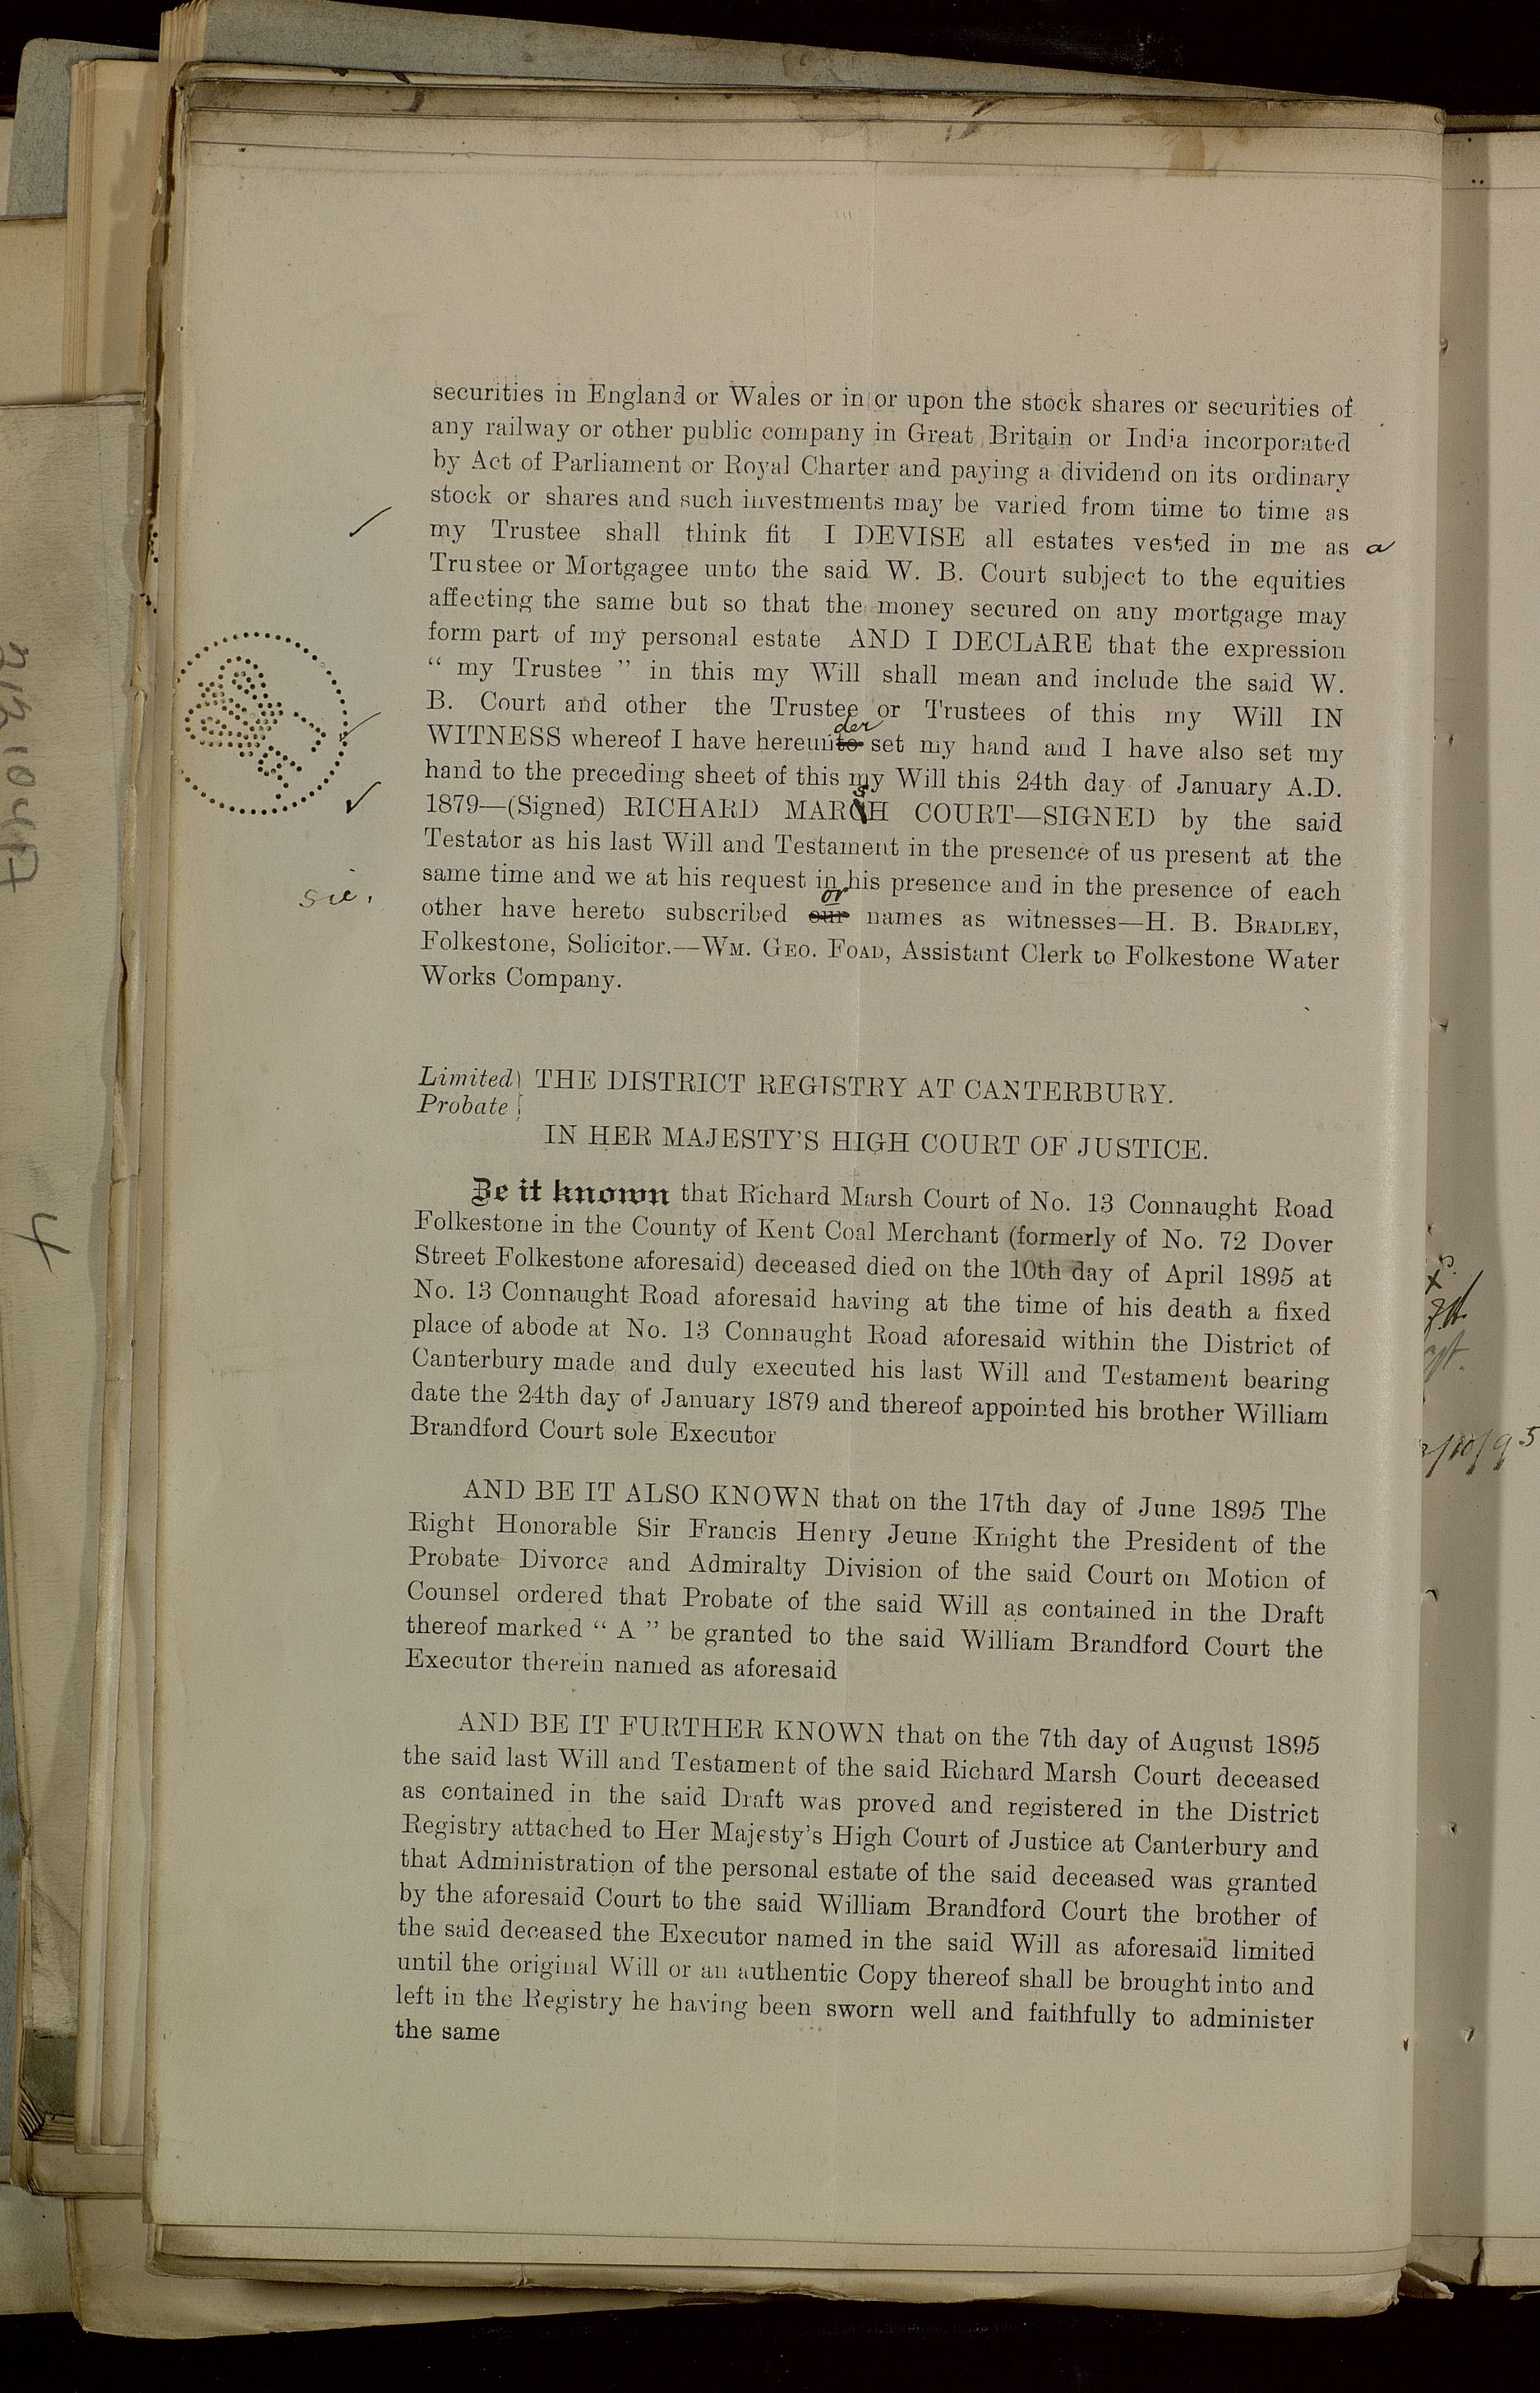 securities in England or Wales or in or upon the stock shares or securities of
any railway or other public company in Great Britain or India incorporated
by Act of Parliament or Royal Charter and paying a dividend on its ordinary
stock or shares and such investments may be varied from time to time as
my Trustee shall think fit I DEVISE all estates vested in me as a
Trustee or Mortgagee unto the said W. B. Court subject to the equities
affecting the same but so that the money secured on any mortgage may
form part of my personal estate AND I DECLARE that the expression
“ my Trustee ” in this my Will shall mean and include the said W.
B. Court and other the Trustee or Trustees of this my Will IN
der
WITNESS whereof I have hereunto set my hand and I have also set my
hand to the preceding sheet of this my Will this 24th day of January A.D.
s
1879—(Signed) RICHARD MARCH COURT—SIGNED by the said
Testator as his last Will and Testament in the presence of us present at the
same time and we at his request in his presence and in the presence of each
sic. or
other have hereto subscribed our names as witnesses—H. B. BRADLEY,
Folkestone, Solicitor.—WM. GEO. FOAD, Assistant Clerk to Folkestone Water
Works Company.
Limited THE DISTRICT REGISTRY AT CANTERBURY.
Probate
IN HER MAJESTY'S HIGH COURT OF JUSTICE.
Be it known that Richard Marsh Court of No. 13 Connaught Road
Folkestone in the County of Kent Coal Merchant (formerly of No. 72 Dover
Street Folkestone aforesaid) deceased died on the 10th day of April 1895 at
No. 13 Connaught Road aforesaid having at the time of his death a fixed
place of abode at No. 13 Connaught Road aforesaid within the District of
Canterbury made and duly executed his last Will and Testament bearing
date the 24th day of January 1879 and thereof appointed his brother William
Brandford Court sole Executor
AND BE IT ALSO KNOWN that on the 17th day of June 1895 The
Right Honorable Sir Francis Henry Jeune Knight the President of the
Probate Divorce and Admiralty Division of the said Court on Motion of
Counsel ordered that Probate of the said Will as contained in the Draft
thereof marked “ A ” be granted to the said William Brandford Court the
Executor therein named as aforesaid
AND BE IT FURTHER KNOWN that on the 7th day of August 1895
the said last Will and Testament of the said Richard Marsh Court deceased
as contained in the said Draft was proved and registered in the District
Registry attached to Her Majesty's High Court of Justice at Canterbury and
that Administration of the personal estate of the said deceased was granted
by the aforesaid Court to the said William Brandford Court the brother of
the said deceased the Executor named in the said Will as aforesaid limited
until the original Will or an authentic Copy thereof shall be brought into and
left in the Registry he having been sworn well and faithfully to administer
the same